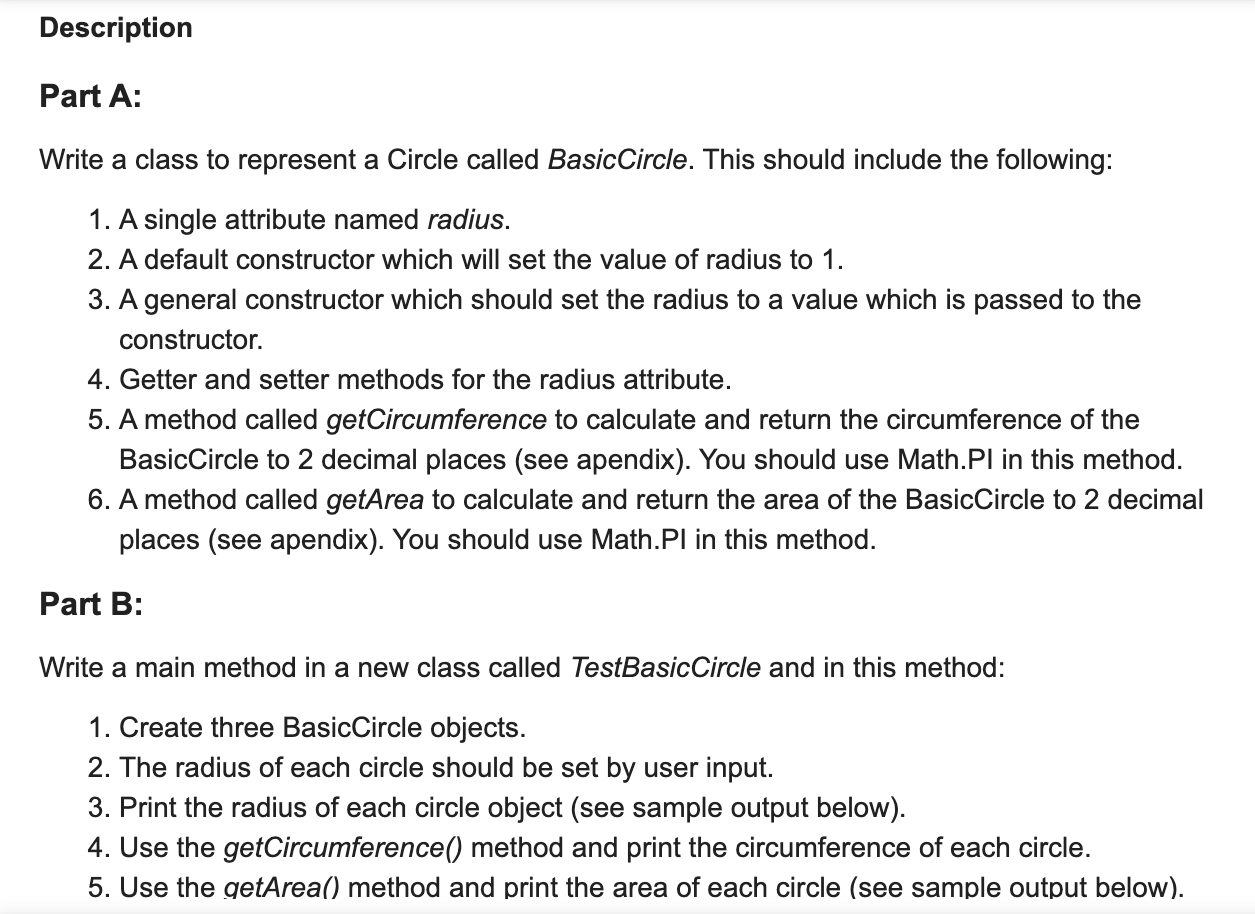 Description
Part A:
Write a class to represent a Circle called BasicCircle. This should include the following:
1. A single attribute named radius.
2. A default constructor which will set the value of radius to 1.
3. A general constructor which should set the radius to a value which is passed to the
constructor.
4. Getter and setter methods for the radius attribute.
5. A method called getCircumference to calculate and return the circumference of the
BasicCircle to 2 decimal places (see apendix). You should use Math.PI in this method.
6. A method called getArea to calculate and return the area of the BasicCircle to 2 decimal
places (see apendix). You should use Math.PI in this method.
Part B:
Write a main method in a new class called TestBasicCircle and in this method:
1. Create three BasicCircle objects.
2. The radius of each circle should be set by user input.
3. Print the radius of each circle object (see sample output below).
4. Use the getCircumference() method and print the circumference of each circle.
5. Use the getArea() method and print the area of each circle (see sample output below).